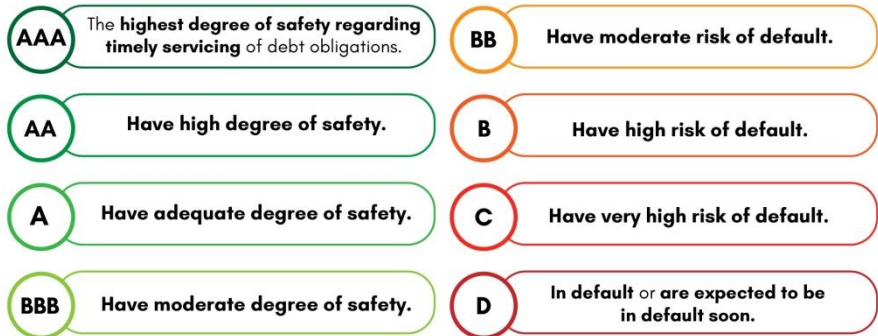 AAA
The highest degree of safety regarding
timely servicing of debt obligations.
AA
Have high degree of safety.
A
Have adequate degree of safety.
BBB
Have moderate degree of safety.
BB
Have moderate risk of default.
B
Have high risk of default.
C
Have very high risk of default.
D
In default or are expected to be
in default soon.